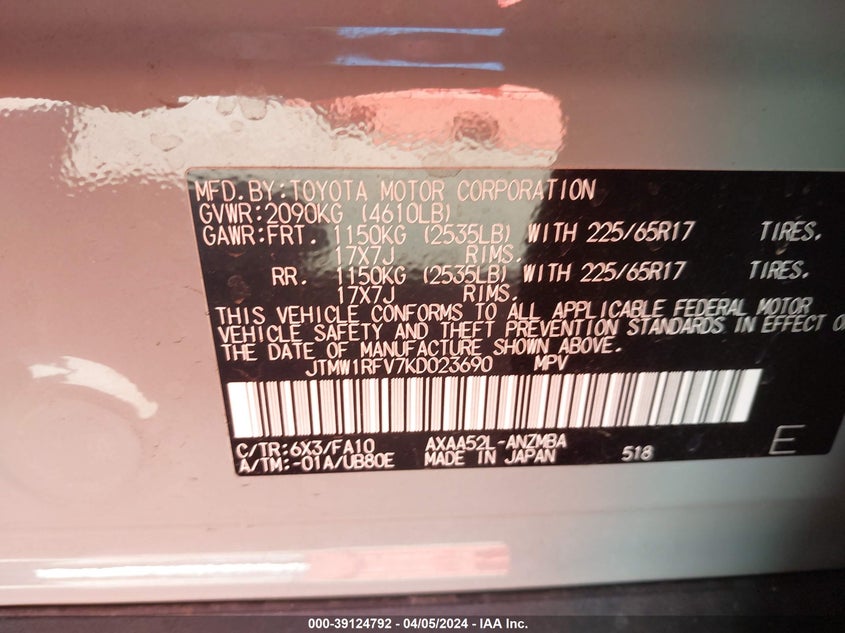 MFD. BY: TOYOTA MOTOR CORPORATION
GVWR: 2090KG (4610LB)
GAWR: FRT. 1150KG (2535LB) WITH 225/65R17 TIRES.
17X7J RIMS.
RR. 1150KG (2535LB) WITH 225/65R17 TIRES.
17X7J RIMS.
THIS VEHICLE CONFORMS TO ALL APPLICABLE FEDERAL MOTOR
VEHICLE SAFETY AND THEFT PREVENTION STANDARDS IN EFFECT O
THE DATE OF MANUFACTURE SHOWN ABOVE.
JTMW1RFV7KD023690 MPV
C/TR: 6X3/FA10 AXAA52L-ANZMBA
A/TM: -01A/UB80E MADE IN JAPAN 518 E
000-39124792 - 04/05/2024 - IAA Inc.